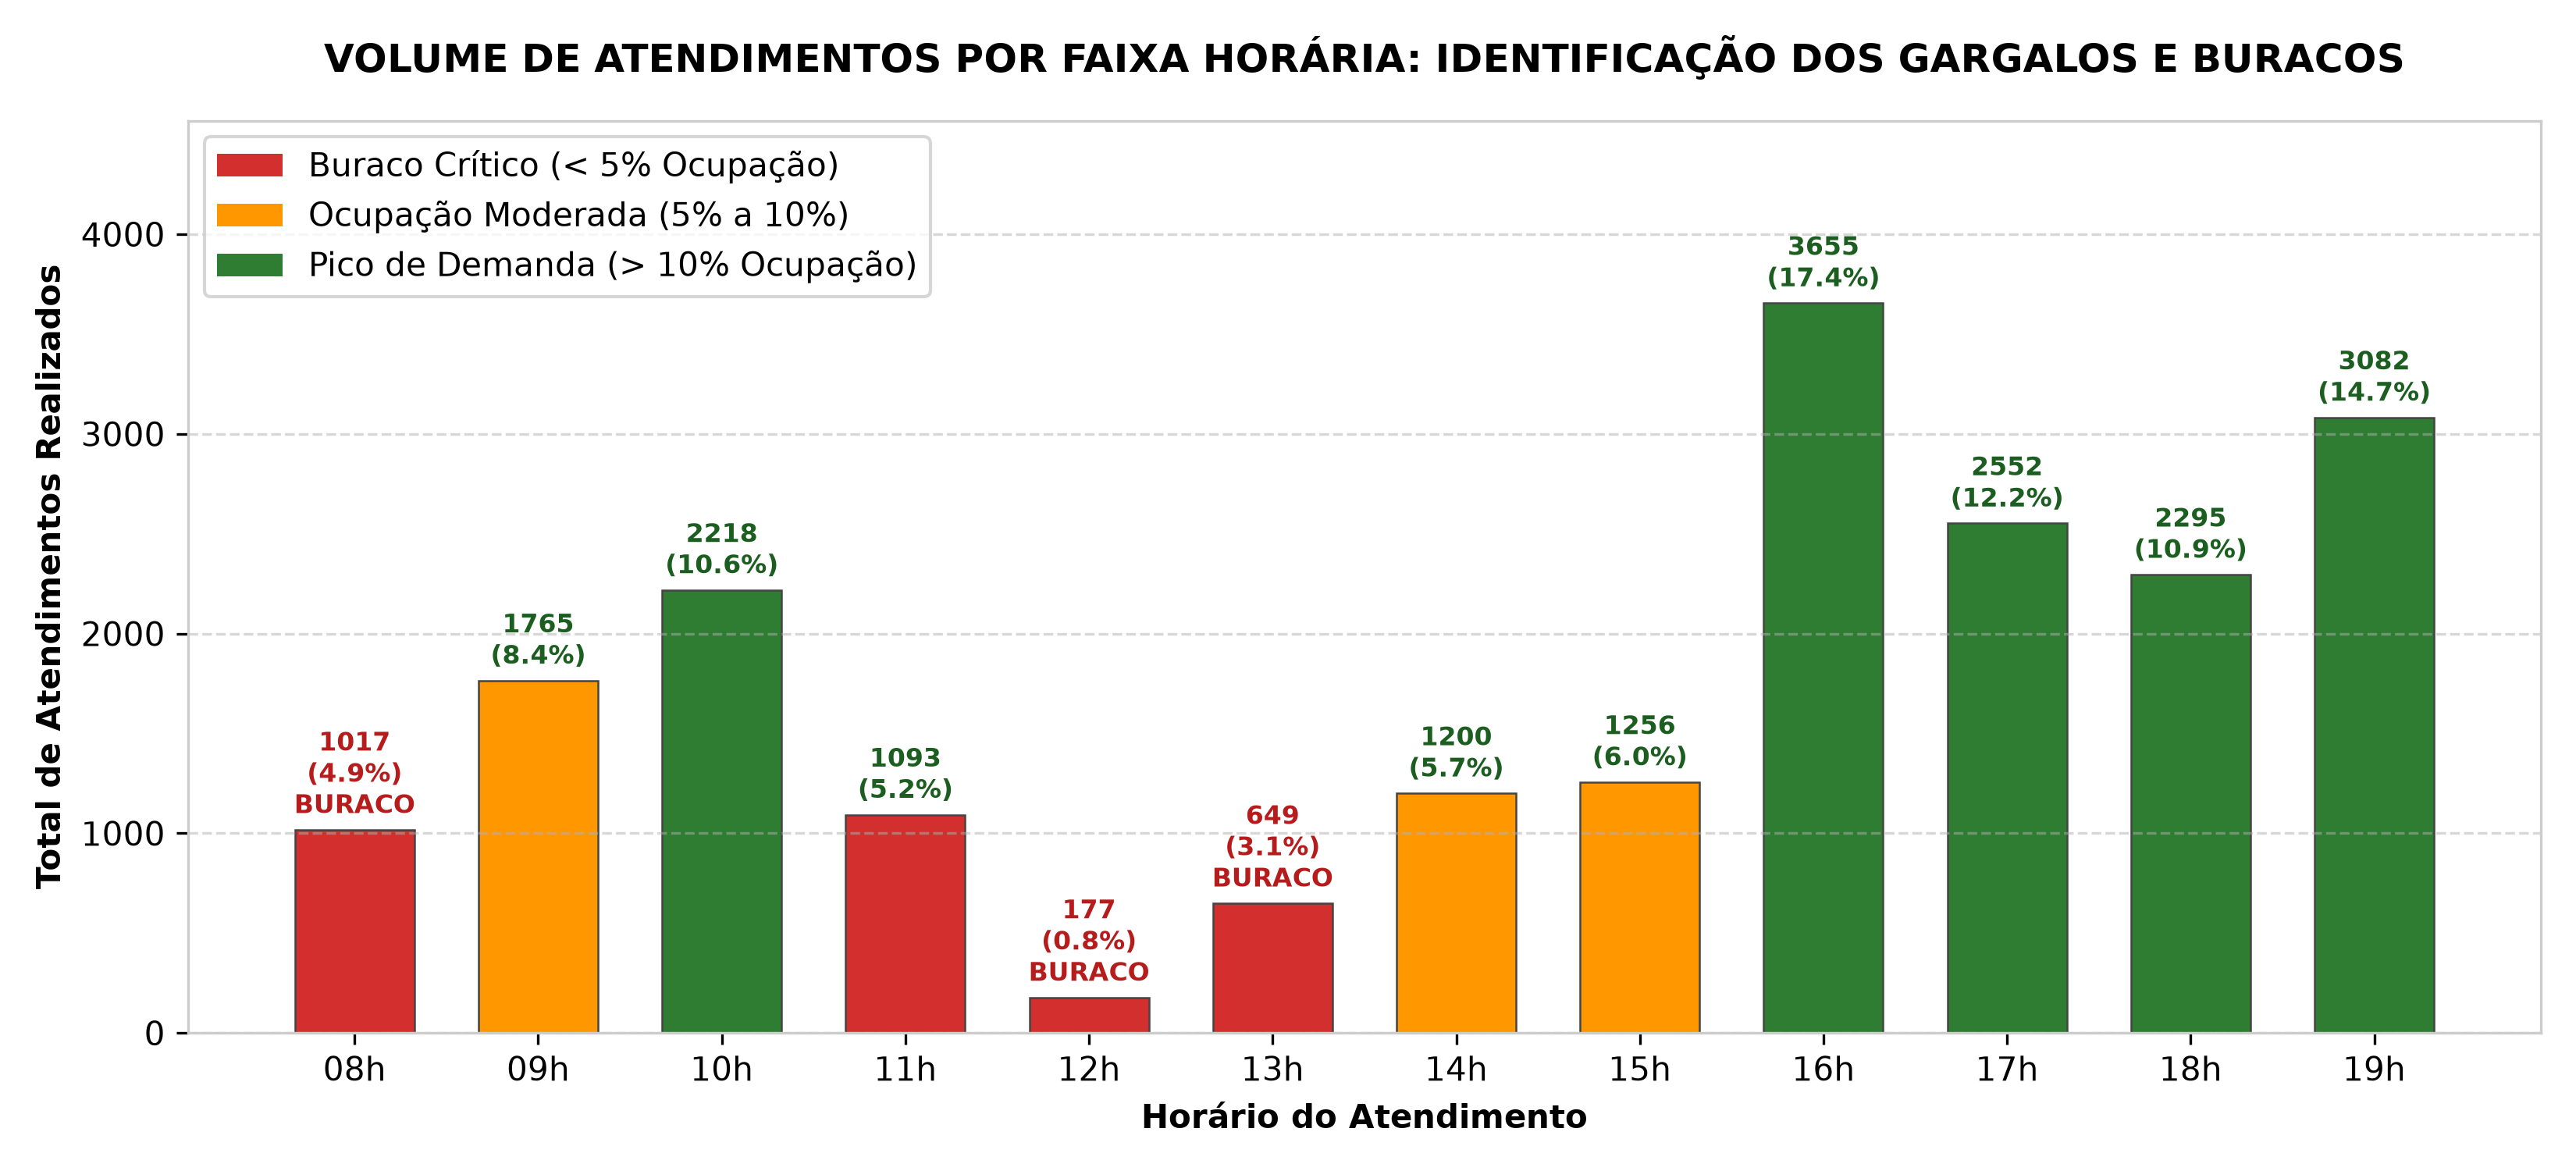 VOLUME DE ATENDIMENTOS POR FAIXA HORÁRIA: IDENTIFICAÇÃO DOS GARGALOS E BURACOS
Buraco Crítico (< 5% Ocupação)
Ocupação Moderada (5% a 10%)
Pico de Demanda (> 10% Ocupação)
Total de Atendimentos Realizados
4000
3000
2000
1000
0
1017
(4.9%)
BURACO
1765
(8.4%)
2218
(10.6%)
1093
(5.2%)
177
(0.8%)
BURACO
649
(3.1%)
BURACO
1200
(5.7%)
1256
(6.0%)
3655
(17.4%)
2552
(12.2%)
2295
(10.9%)
3082
(14.7%)
08h
09h
10h
11h
12h
13h
14h
15h
16h
17h
18h
19h
Horário do Atendimento